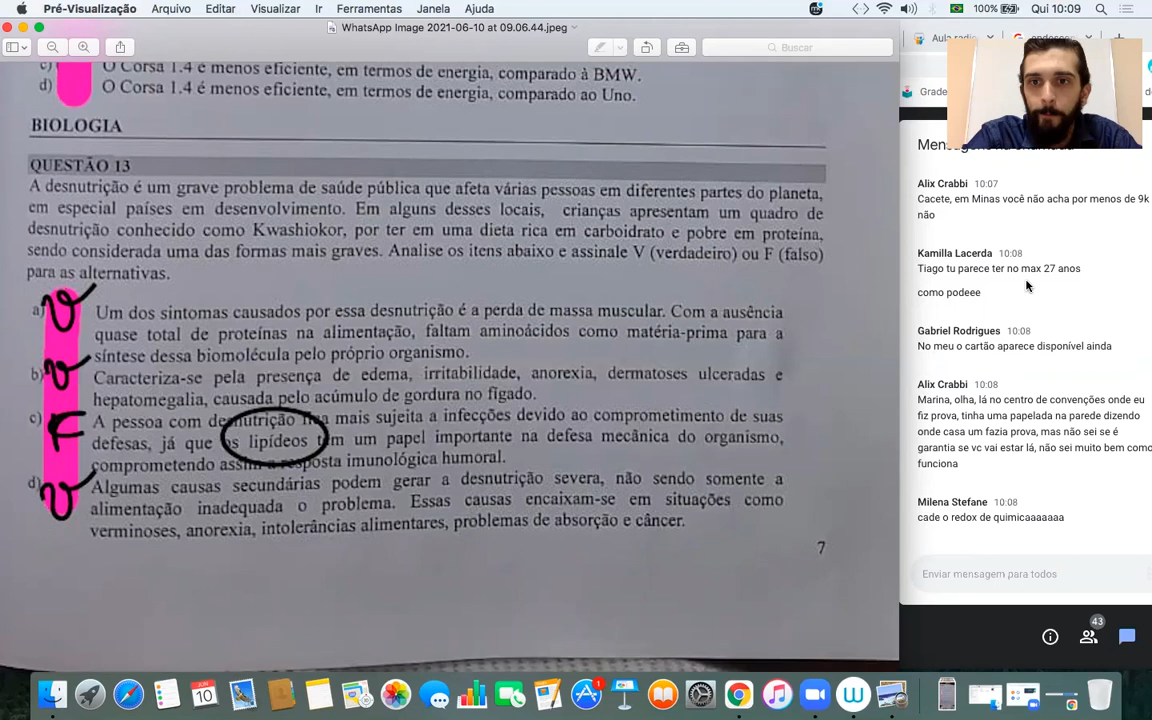 Pré-Visualização Arquivo Editar Visualizar Ir Ferramentas Janela Ajuda 100% Qui 10:09
WhatsApp Image 2021-06-10 at 09.06.44.jpeg
Buscar
c) O Corsa 1.4 é menos eficiente, em termos de energia, comparado à BMW.
d) O Corsa 1.4 é menos eficiente, em termos de energia, comparado ao Uno.
BIOLOGIA
QUESTÃO 13
A desnutrição é um grave problema de saúde pública que afeta várias pessoas em diferentes partes do planeta,
em especial países em desenvolvimento. Em alguns desses locais, crianças apresentam um quadro de
desnutrição conhecido como Kwashiokor, por ter em uma dieta rica em carboidrato e pobre em proteína,
sendo considerada uma das formas mais graves. Analise os itens abaixo e assinale V (verdadeiro) ou F (falso)
para as alternativas.
a) V Um dos sintomas causados por essa desnutrição é a perda de massa muscular. Com a ausência
quase total de proteínas na alimentação, faltam aminoácidos como matéria-prima para a
síntese dessa biomolécula pelo próprio organismo.
b) V Caracteriza-se pela presença de edema, irritabilidade, anorexia, dermatoses ulceradas e
hepatomegalia, causada pelo acúmulo de gordura no fígado.
c) F A pessoa com desnutrição fica mais sujeita a infecções devido ao comprometimento de suas
defesas, já que os lipídeos tem um papel importante na defesa mecânica do organismo,
comprometendo assim a resposta imunológica humoral.
d) V Algumas causas secundárias podem gerar a desnutrição severa, não sendo somente a
alimentação inadequada o problema. Essas causas encaixam-se em situações como
verminoses, anorexia, intolerâncias alimentares, problemas de absorção e câncer.
7
Aula
Grade
Alix Crabbi 10:07
Cacete, em Minas você não acha por menos de 9k
não
Kamilla Lacerda 10:08
Tiago tu parece ter no max 27 anos
como podeee
Gabriel Rodrigues 10:08
No meu o cartão aparece disponível ainda
Alix Crabbi 10:08
Marina, olha, lá no centro de convenções onde eu
fiz prova, tinha uma papelada na parede dizendo
onde casa um fazia prova, mas não sei se é
garantia se vc vai estar lá, não sei muito bem como
funciona
Milena Stefane 10:08
cade o redox de quimicaaaaaaa
Enviar mensagem para todos
43
JUN
10
1